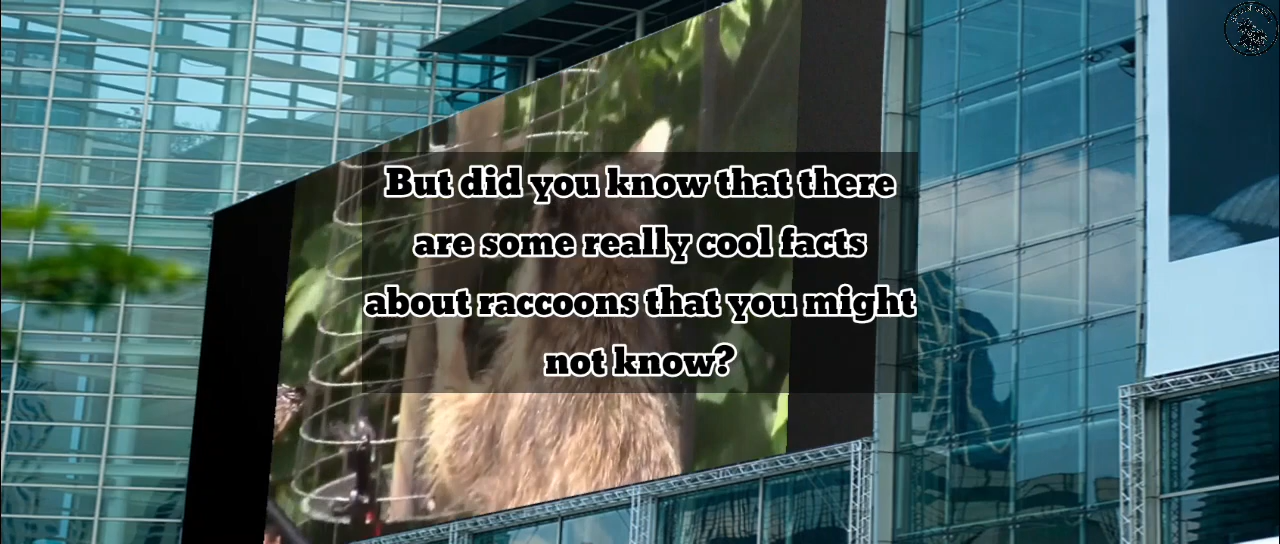 But did you know that there
are some really cool facts
about raccoons that you might
not know?